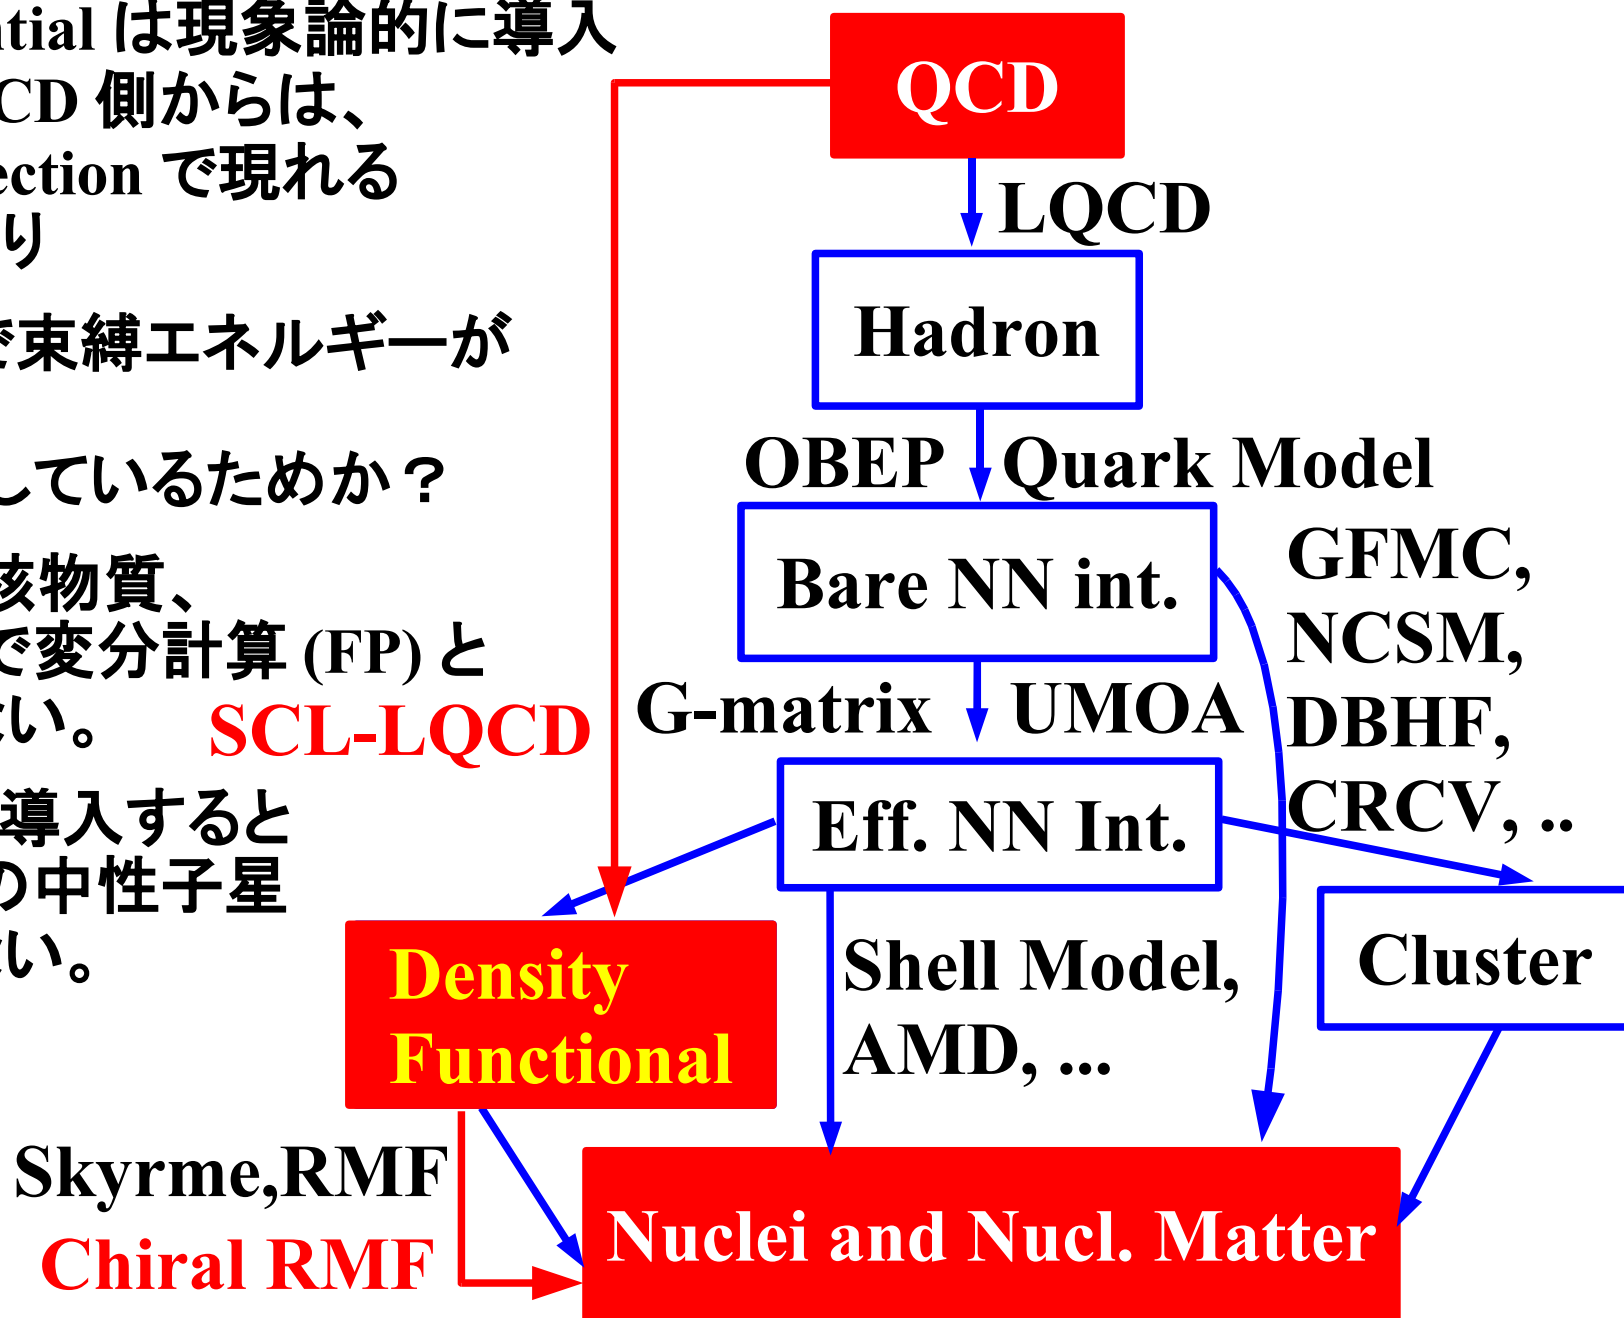 ntial は現象論的に導入
CD 側からは、
ection で現れる
り
で束縛エネルギーが
しているためか？
核物質、
で変分計算 (FP) と
ない。
導入すると
の中性子星
ない。
QCD
LQCD
Hadron
OBEP
Quark Model
Bare NN int.
GFMC,
NCSM,
DBHF,
CRCV, ..
G-matrix
UMOA
SCL-LQCD
Eff. NN Int.
Density
Functional
Shell Model,
AMD, ...
Cluster
Skyrme,RMF
Chiral RMF
Nuclei and Nucl. Matter